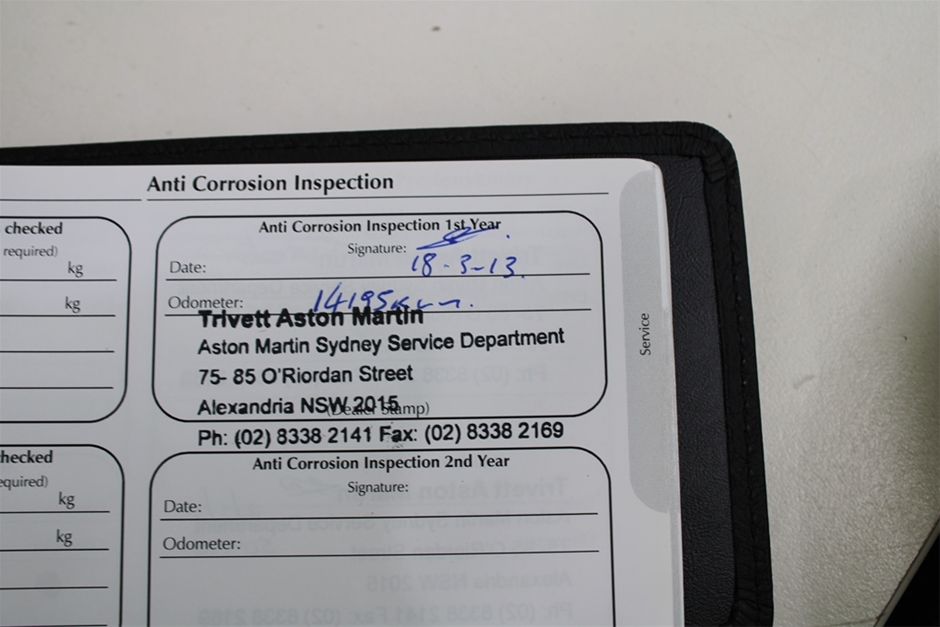 Anti Corrosion Inspection
checked
required)
kg
kg
Anti Corrosion Inspection 1st Year
Signature:
Date: 18-3-13.
Odometer: 14195km.
Trivett Aston Martin
Aston Martin Sydney Service Department
75- 85 O'Riordan Street
Alexandria NSW 2015
(Dealer Stamp)
Ph: (02) 8338 2141 Fax: (02) 8338 2169
hecked
equired)
kg
kg
Anti Corrosion Inspection 2nd Year
Signature:
Date:
Odometer:
Service